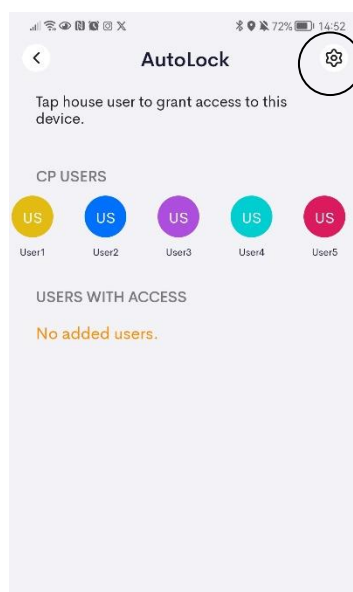 72% 14:52
AutoLock
Tap house user to grant access to this
device.
CP USERS
US US US US US
User1 User2 User3 User4 User5
USERS WITH ACCESS
No added users.